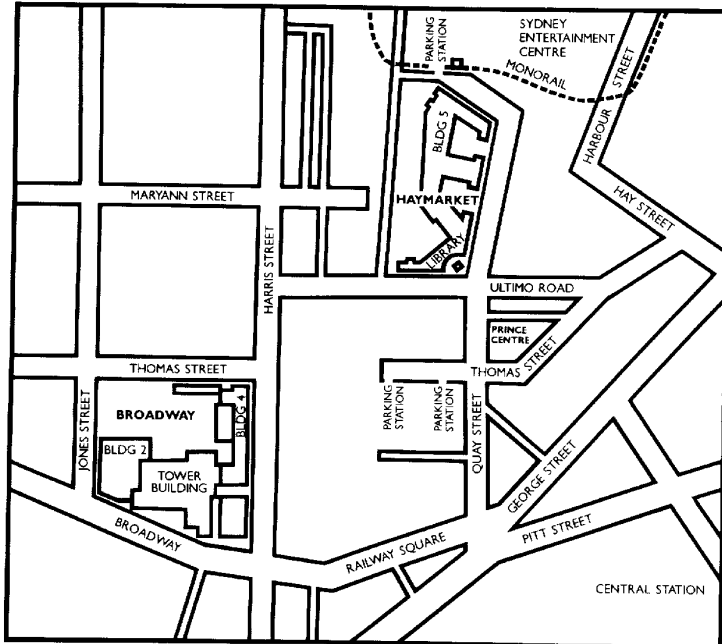 PARKING
STATION
SYDNEY
ENTERTAINMENT
CENTRE
MONORAIL
HARBOUR STREET
BLDG 5
MARYANN STREET
HAYMARKET
HAY STREET
LIBRARY
HARRIS STREET
ULTIMO ROAD
PRINCE
CENTRE
THOMAS STREET
THOMAS STREET
JONES STREET
BROADWAY
BLDG 4
PARKING
STATION
PARKING
STATION
QUAY STREET
BLDG 2
TOWER
BUILDING
GEORGE STREET
BROADWAY
RAILWAY SQUARE
PITT STREET
CENTRAL STATION